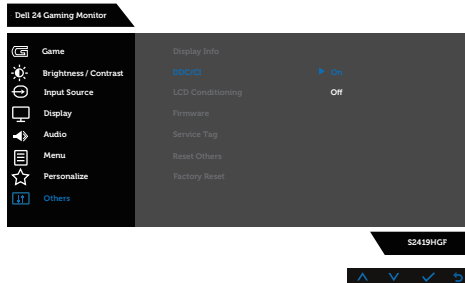 Dell 24 Gaming Monitor
Game
Brightness / Contrast
Input Source
Display
Audio
Menu
Personalize
Others
Display Info
DDC/CI
LCD Conditioning
Firmware
Service Tag
Reset Others
Factory Reset
On
Off
S2419HGF